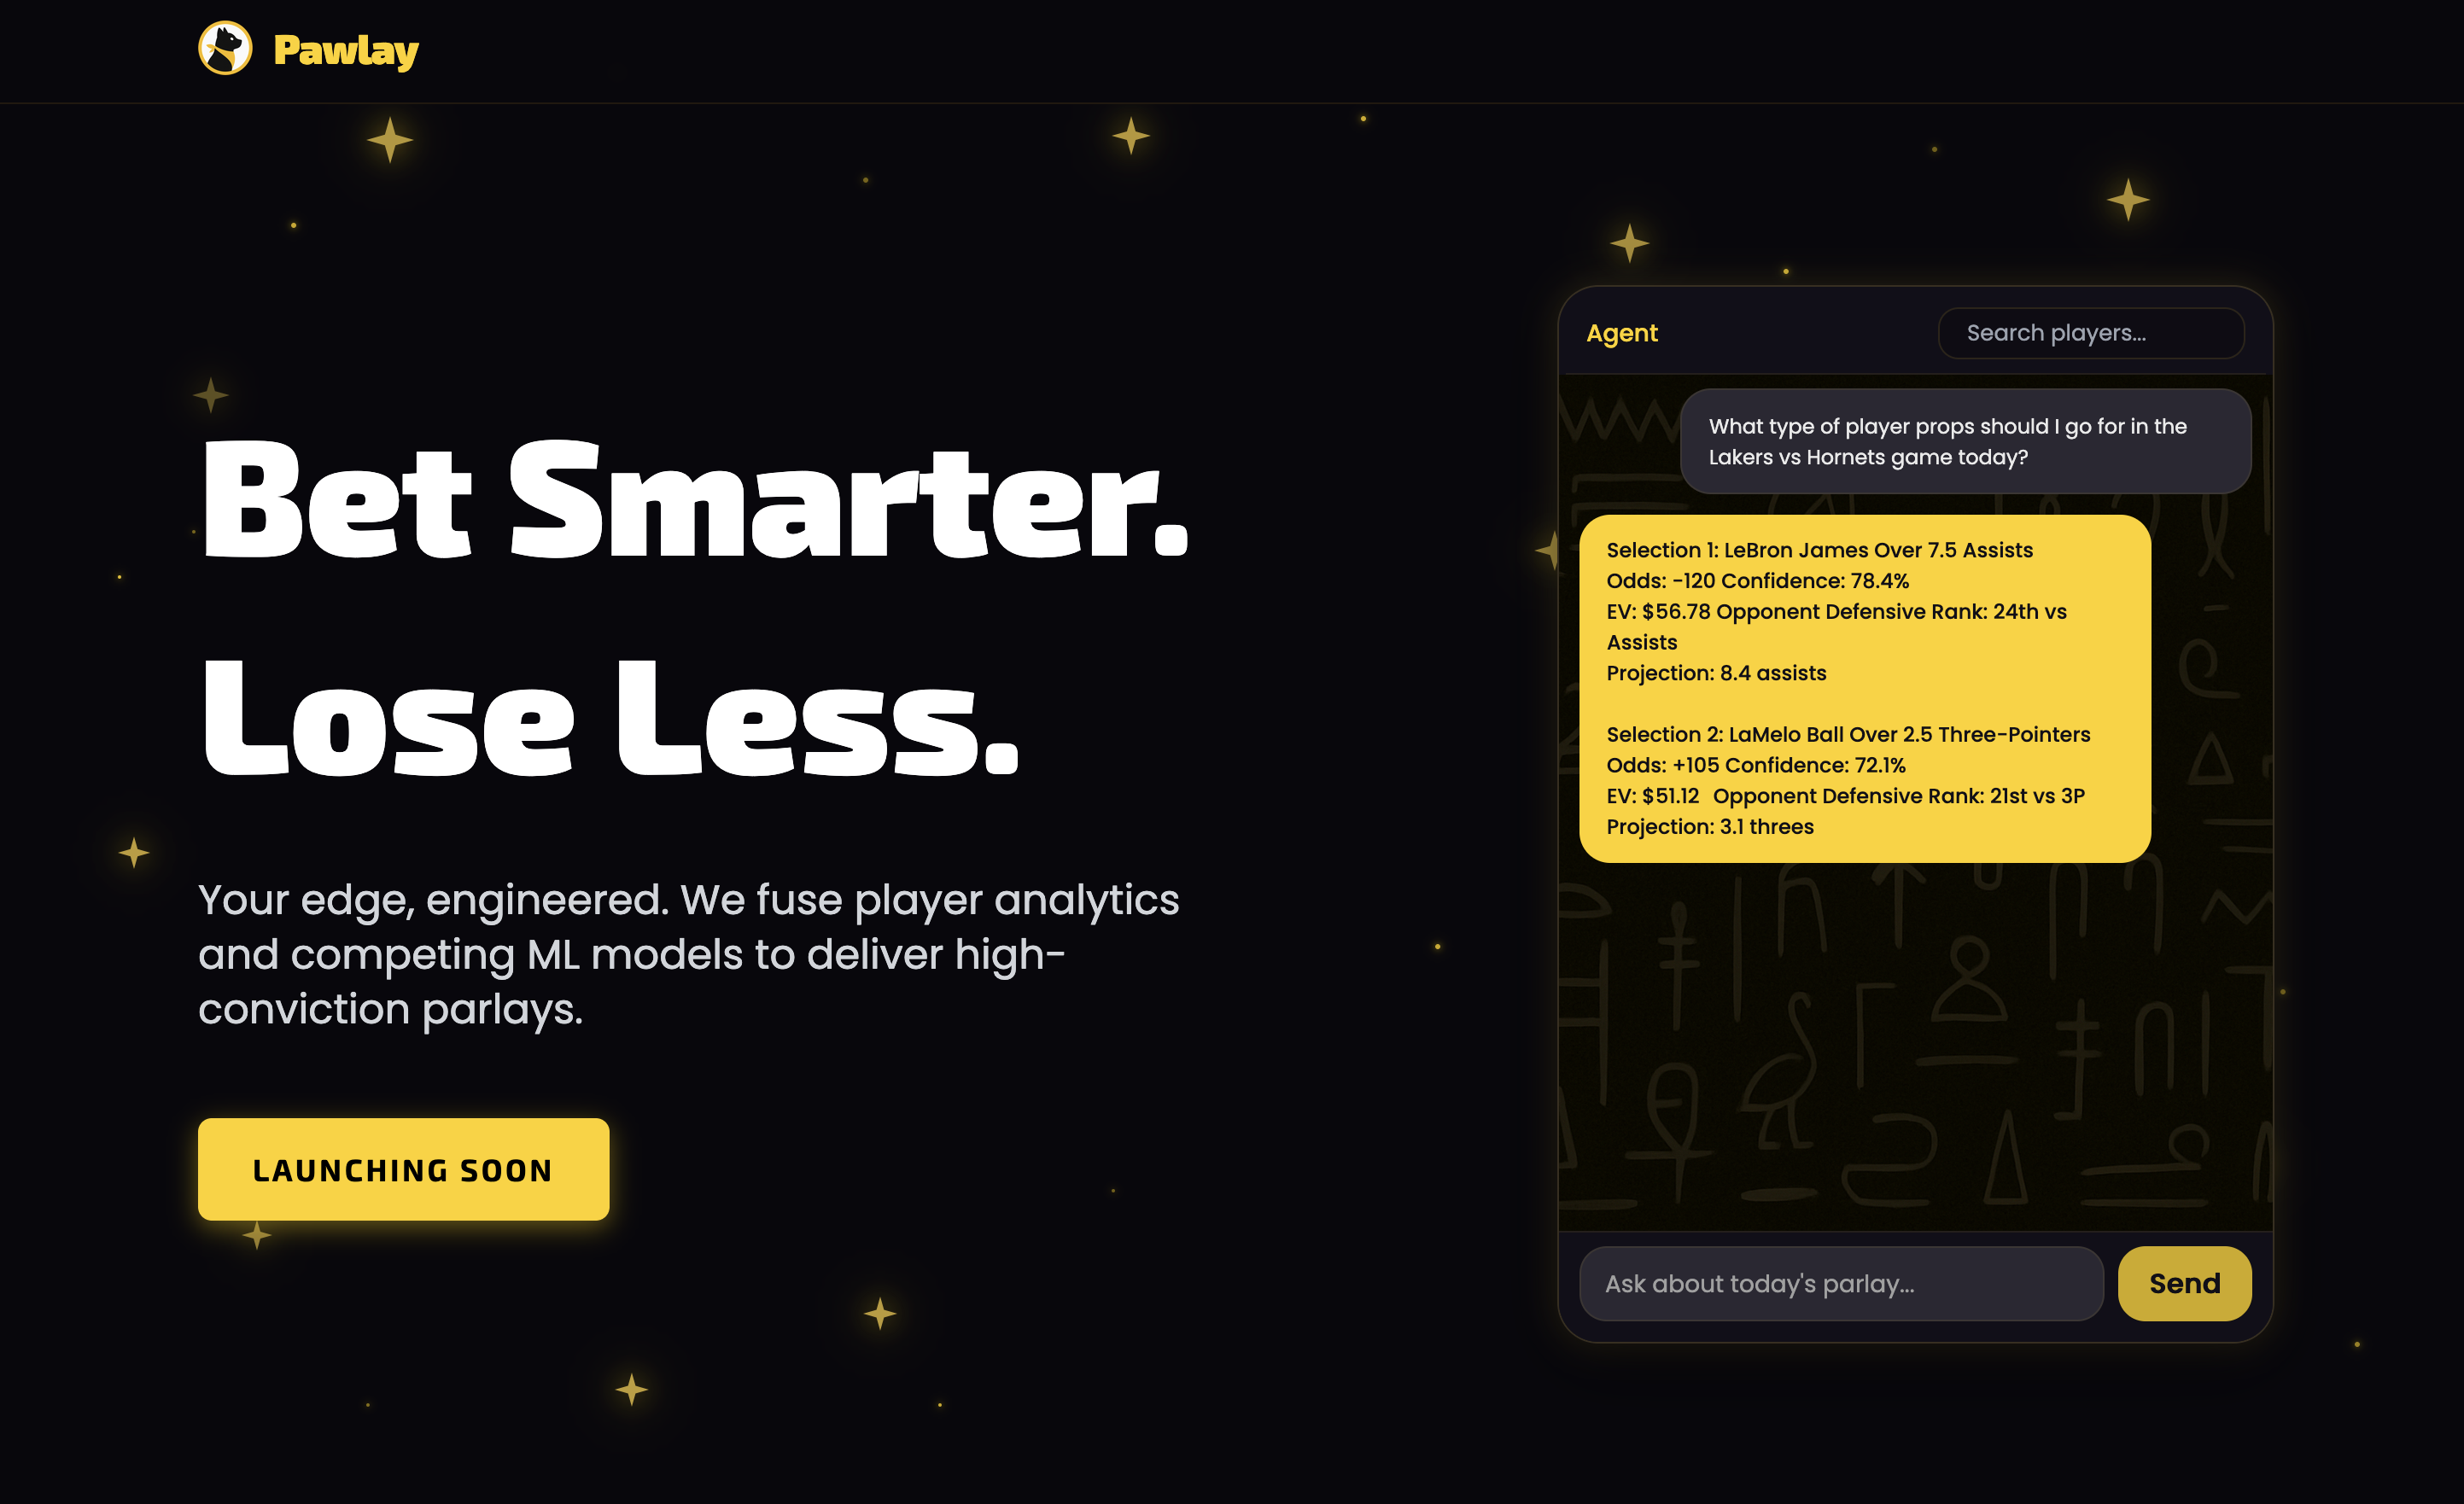 Pawlay
Bet Smarter.
Lose Less.
Your edge, engineered. We fuse player analytics
and competing ML models to deliver high-
conviction parlays.
LAUNCHING SOON
Agent
Search players...
What type of player props should I go for in the
Lakers vs Hornets game today?
Selection 1: LeBron James Over 7.5 Assists
Odds: -120 Confidence: 78.4%
EV: $56.78 Opponent Defensive Rank: 24th vs
Assists
Projection: 8.4 assists
Selection 2: LaMelo Ball Over 2.5 Three-Pointers
Odds: +105 Confidence: 72.1%
EV: $51.12 Opponent Defensive Rank: 21st vs 3P
Projection: 3.1 threes
Ask about today's parlay...
Send